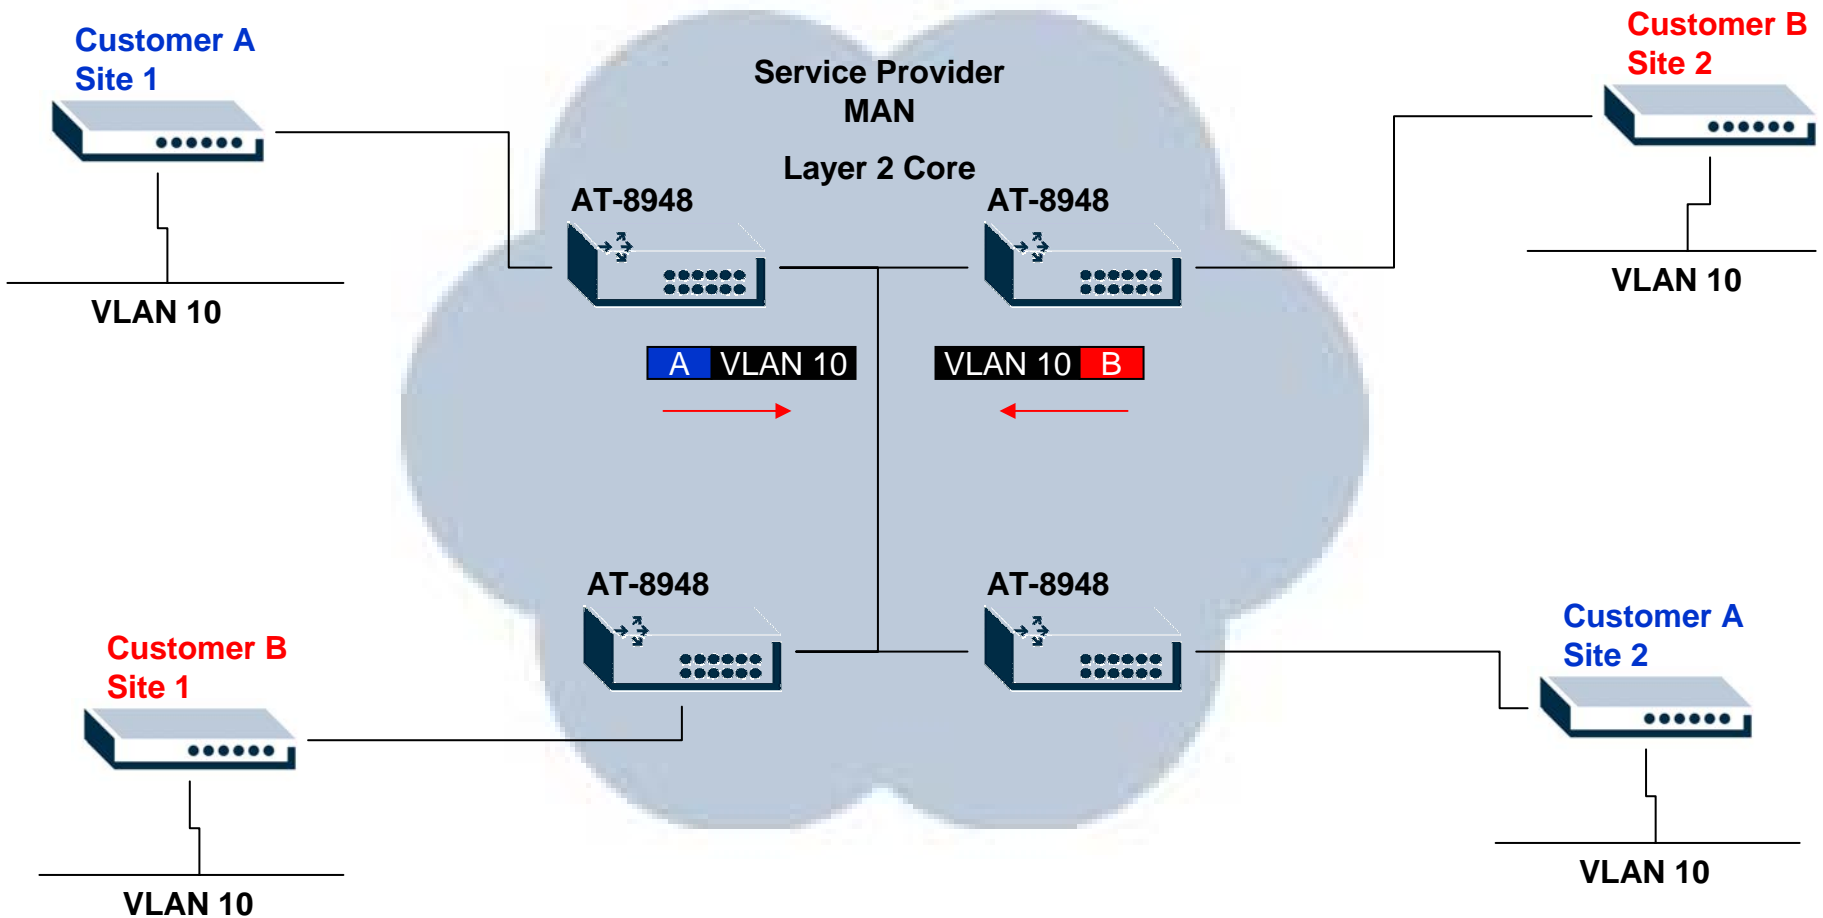 Customer A
Site 1
VLAN 10
Service Provider
MAN
Layer 2 Core
Customer B
Site 2
VLAN 10
AT-8948
AT-8948
A VLAN 10
VLAN 10 B
AT-8948
AT-8948
Customer B
Site 1
VLAN 10
Customer A
Site 2
VLAN 10